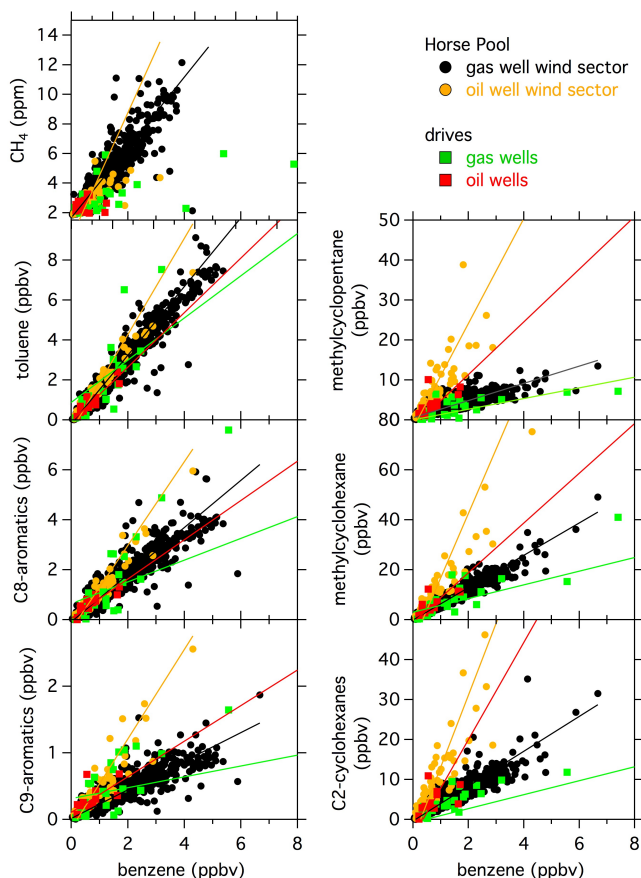 Horse Pool
gas well wind sector
oil well wind sector
drives
gas wells
oil wells
14
12
10
8
6
4
2
CH4 (ppm)
8
6
4
2
0
toluene (ppbv)
50
40
30
20
10
80
methylcyclopentane
(ppbv)
6
4
2
0
C8-aromatics (ppbv)
60
40
20
0
methylcyclohexane
(ppbv)
2
1
0
C9-aromatics (ppbv)
40
30
20
10
0
C2-cyclohexanes
(ppbv)
0 2 4 6 8
benzene (ppbv)
0 2 4 6 8
benzene (ppbv)